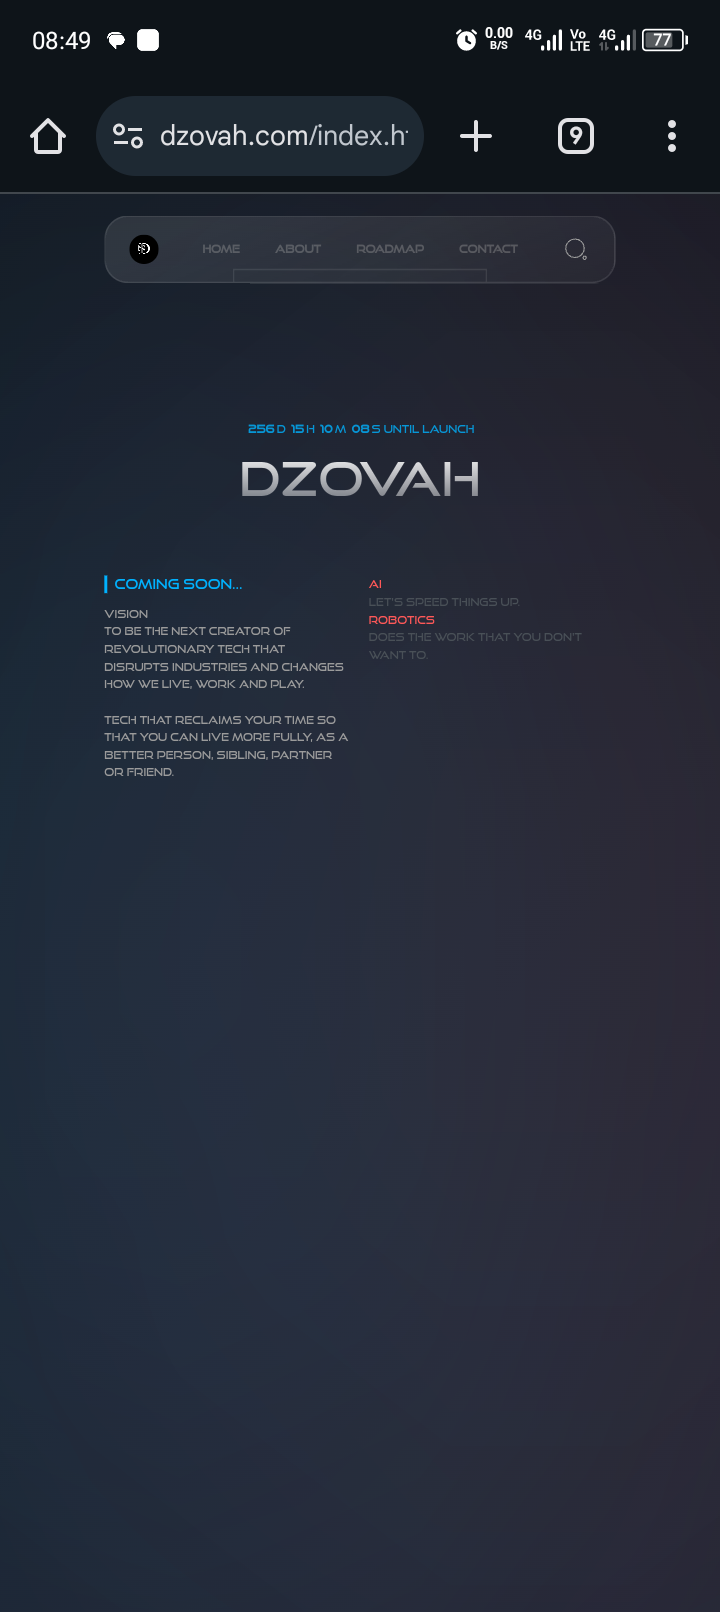 08:49
0.00 B/S 4G Vo LTE 4G 77
dzovah.com/index.h
9
HOME ABOUT ROADMAP CONTACT
256 D 15 H 10 M 08 S UNTIL LAUNCH
DZOVAH
COMING SOON...
VISION
TO BE THE NEXT CREATOR OF
REVOLUTIONARY TECH THAT
DISRUPTS INDUSTRIES AND CHANGES
HOW WE LIVE, WORK AND PLAY.
TECH THAT RECLAIMS YOUR TIME SO
THAT YOU CAN LIVE MORE FULLY, AS A
BETTER PERSON, SIBLING, PARTNER
OR FRIEND.
AI
LET'S SPEED THINGS UP.
ROBOTICS
DOES THE WORK THAT YOU DON'T
WANT TO.